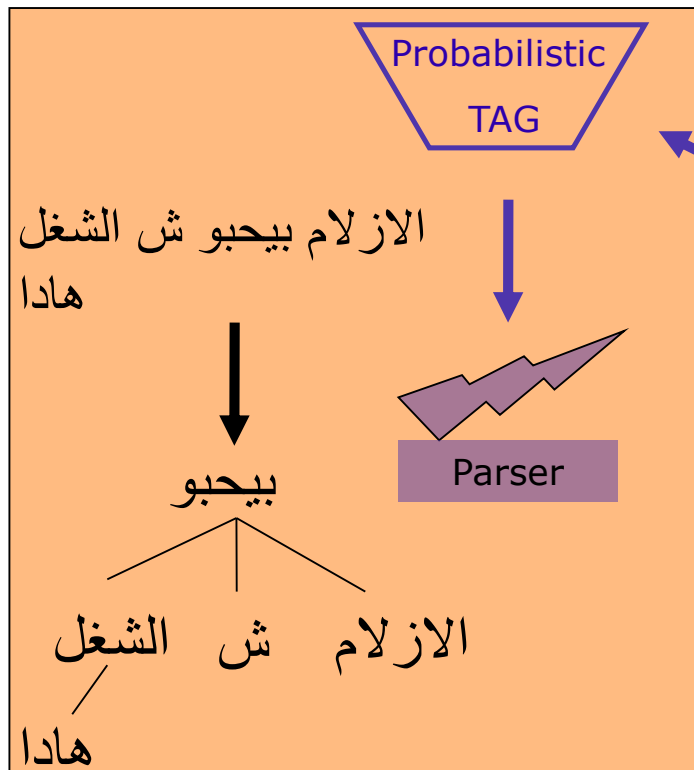 Probabilistic
TAG
الازلام بيحبو ش الشغل
هادا
Parser
بيحبو
الازلام ش الشغل
هادا